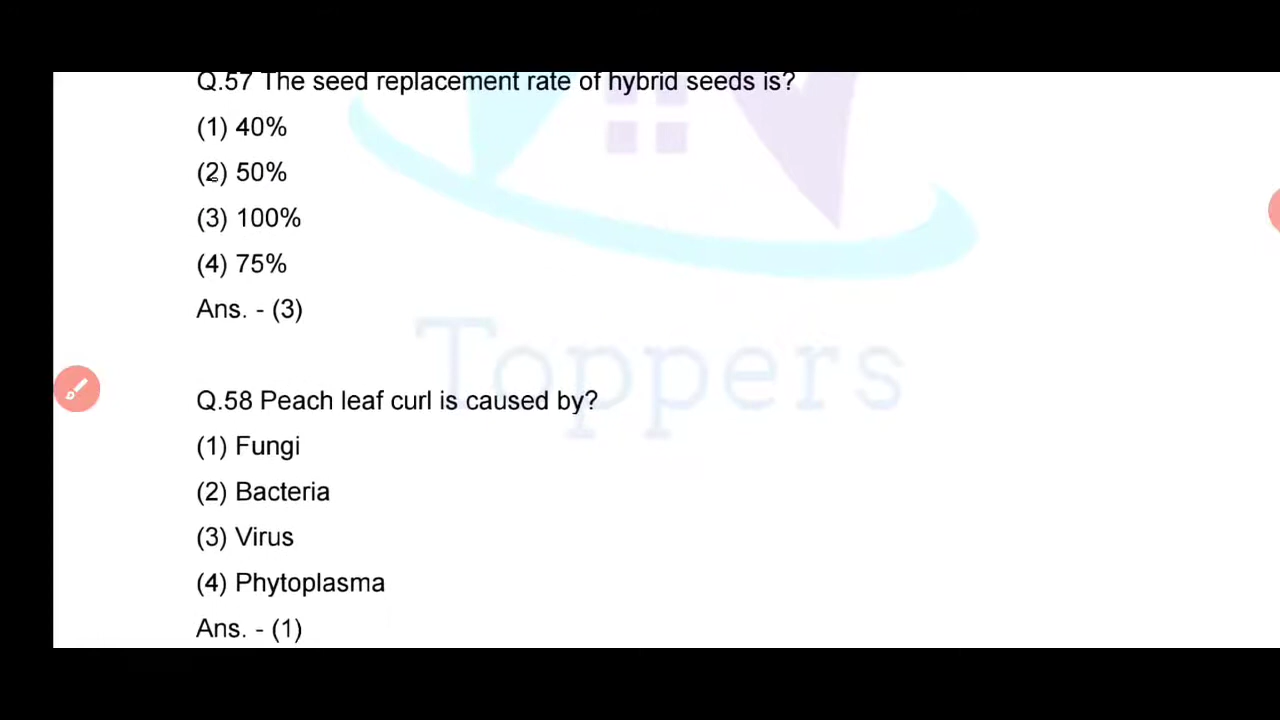 Q.57 The seed replacement rate of hybrid seeds is?
(1) 40%
(2) 50%
(3) 100%
(4) 75%
Ans. - (3)
Toppers
Q.58 Peach leaf curl is caused by?
(1) Fungi
(2) Bacteria
(3) Virus
(4) Phytoplasma
Ans. - (1)